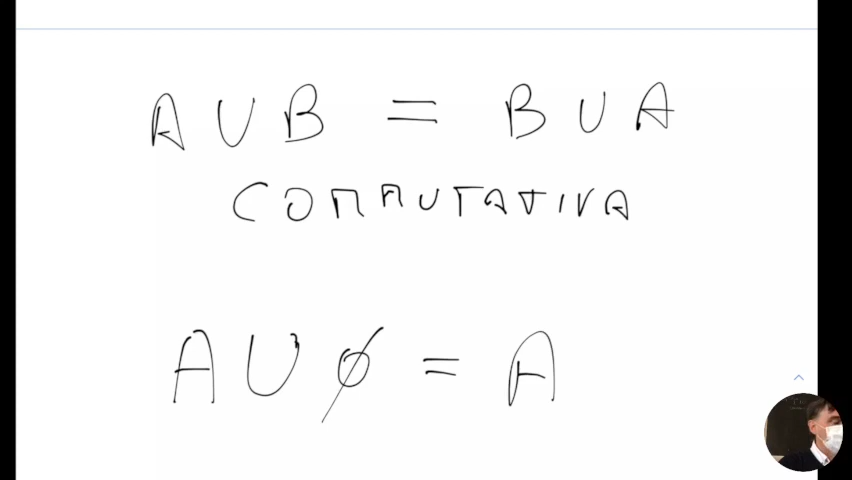 A ∪ B = B ∪ A
COMMUTATIVA
A ∪ ∅ = A